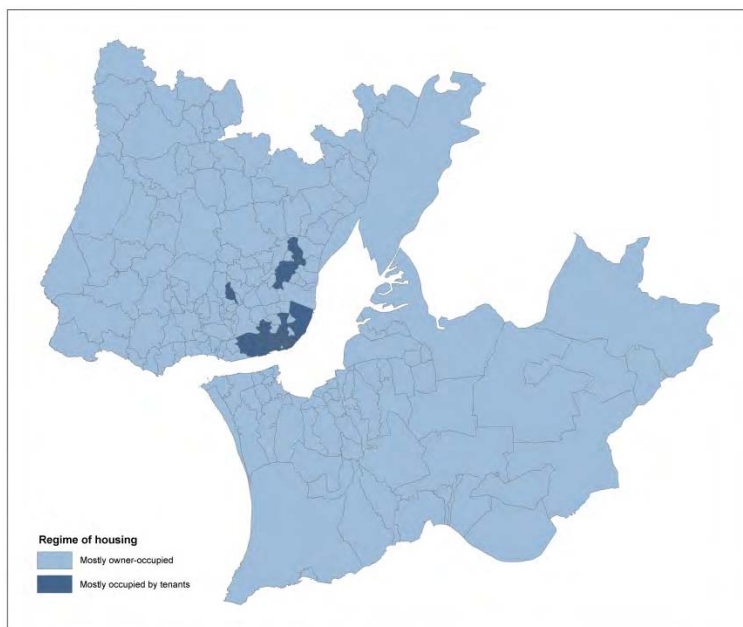 Regime of housing
Mostly owner-occupied
Mostly occupied by tenants